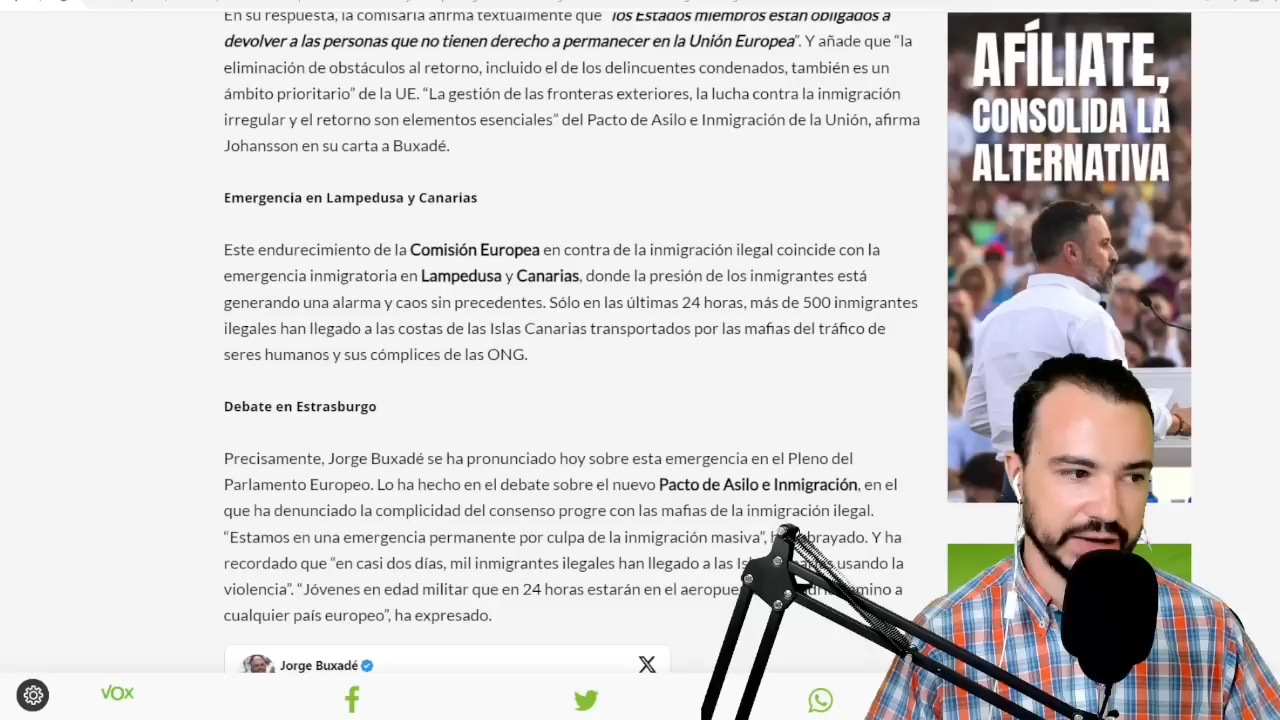 En su respuesta, la comisaria afirma textualmente que “los Estados miembros están obligados a
devolver a las personas que no tienen derecho a permanecer en la Unión Europea”. Y añade que “la
eliminación de obstáculos al retorno, incluido el de los delincuentes condenados, también es un
ámbito prioritario” de la UE. “La gestión de las fronteras exteriores, la lucha contra la inmigración
irregular y el retorno son elementos esenciales” del Pacto de Asilo e Inmigración de la Unión, afirma
Johansson en su carta a Buxadé.
Emergencia en Lampedusa y Canarias
Este endurecimiento de la Comisión Europea en contra de la inmigración ilegal coincide con la
emergencia inmigratoria en Lampedusa y Canarias, donde la presión de los inmigrantes está
generando una alarma y caos sin precedentes. Sólo en las últimas 24 horas, más de 500 inmigrantes
ilegales han llegado a las costas de las Islas Canarias transportados por las mafias del tráfico de
seres humanos y sus cómplices de las ONG.
Debate en Estrasburgo
Precisamente, Jorge Buxadé se ha pronunciado hoy sobre esta emergencia en el Pleno del
Parlamento Europeo. Lo ha hecho en el debate sobre el nuevo Pacto de Asilo e Inmigración, en el
que ha denunciado la complicidad del consenso progre con las mafias de la inmigración ilegal.
“Estamos en una emergencia permanente por culpa de la inmigración masiva”, Y ha
recordado que “en casi dos días, mil inmigrantes ilegales han llegado a las usando la
violencia”. “Jóvenes en edad militar que en 24 horas estarán en el a
cualquier país europeo”, ha expresado.
Jorge Buxadé
VOX
AFÍLIATE,
CONSOLIDA LA
ALTERNATIVA